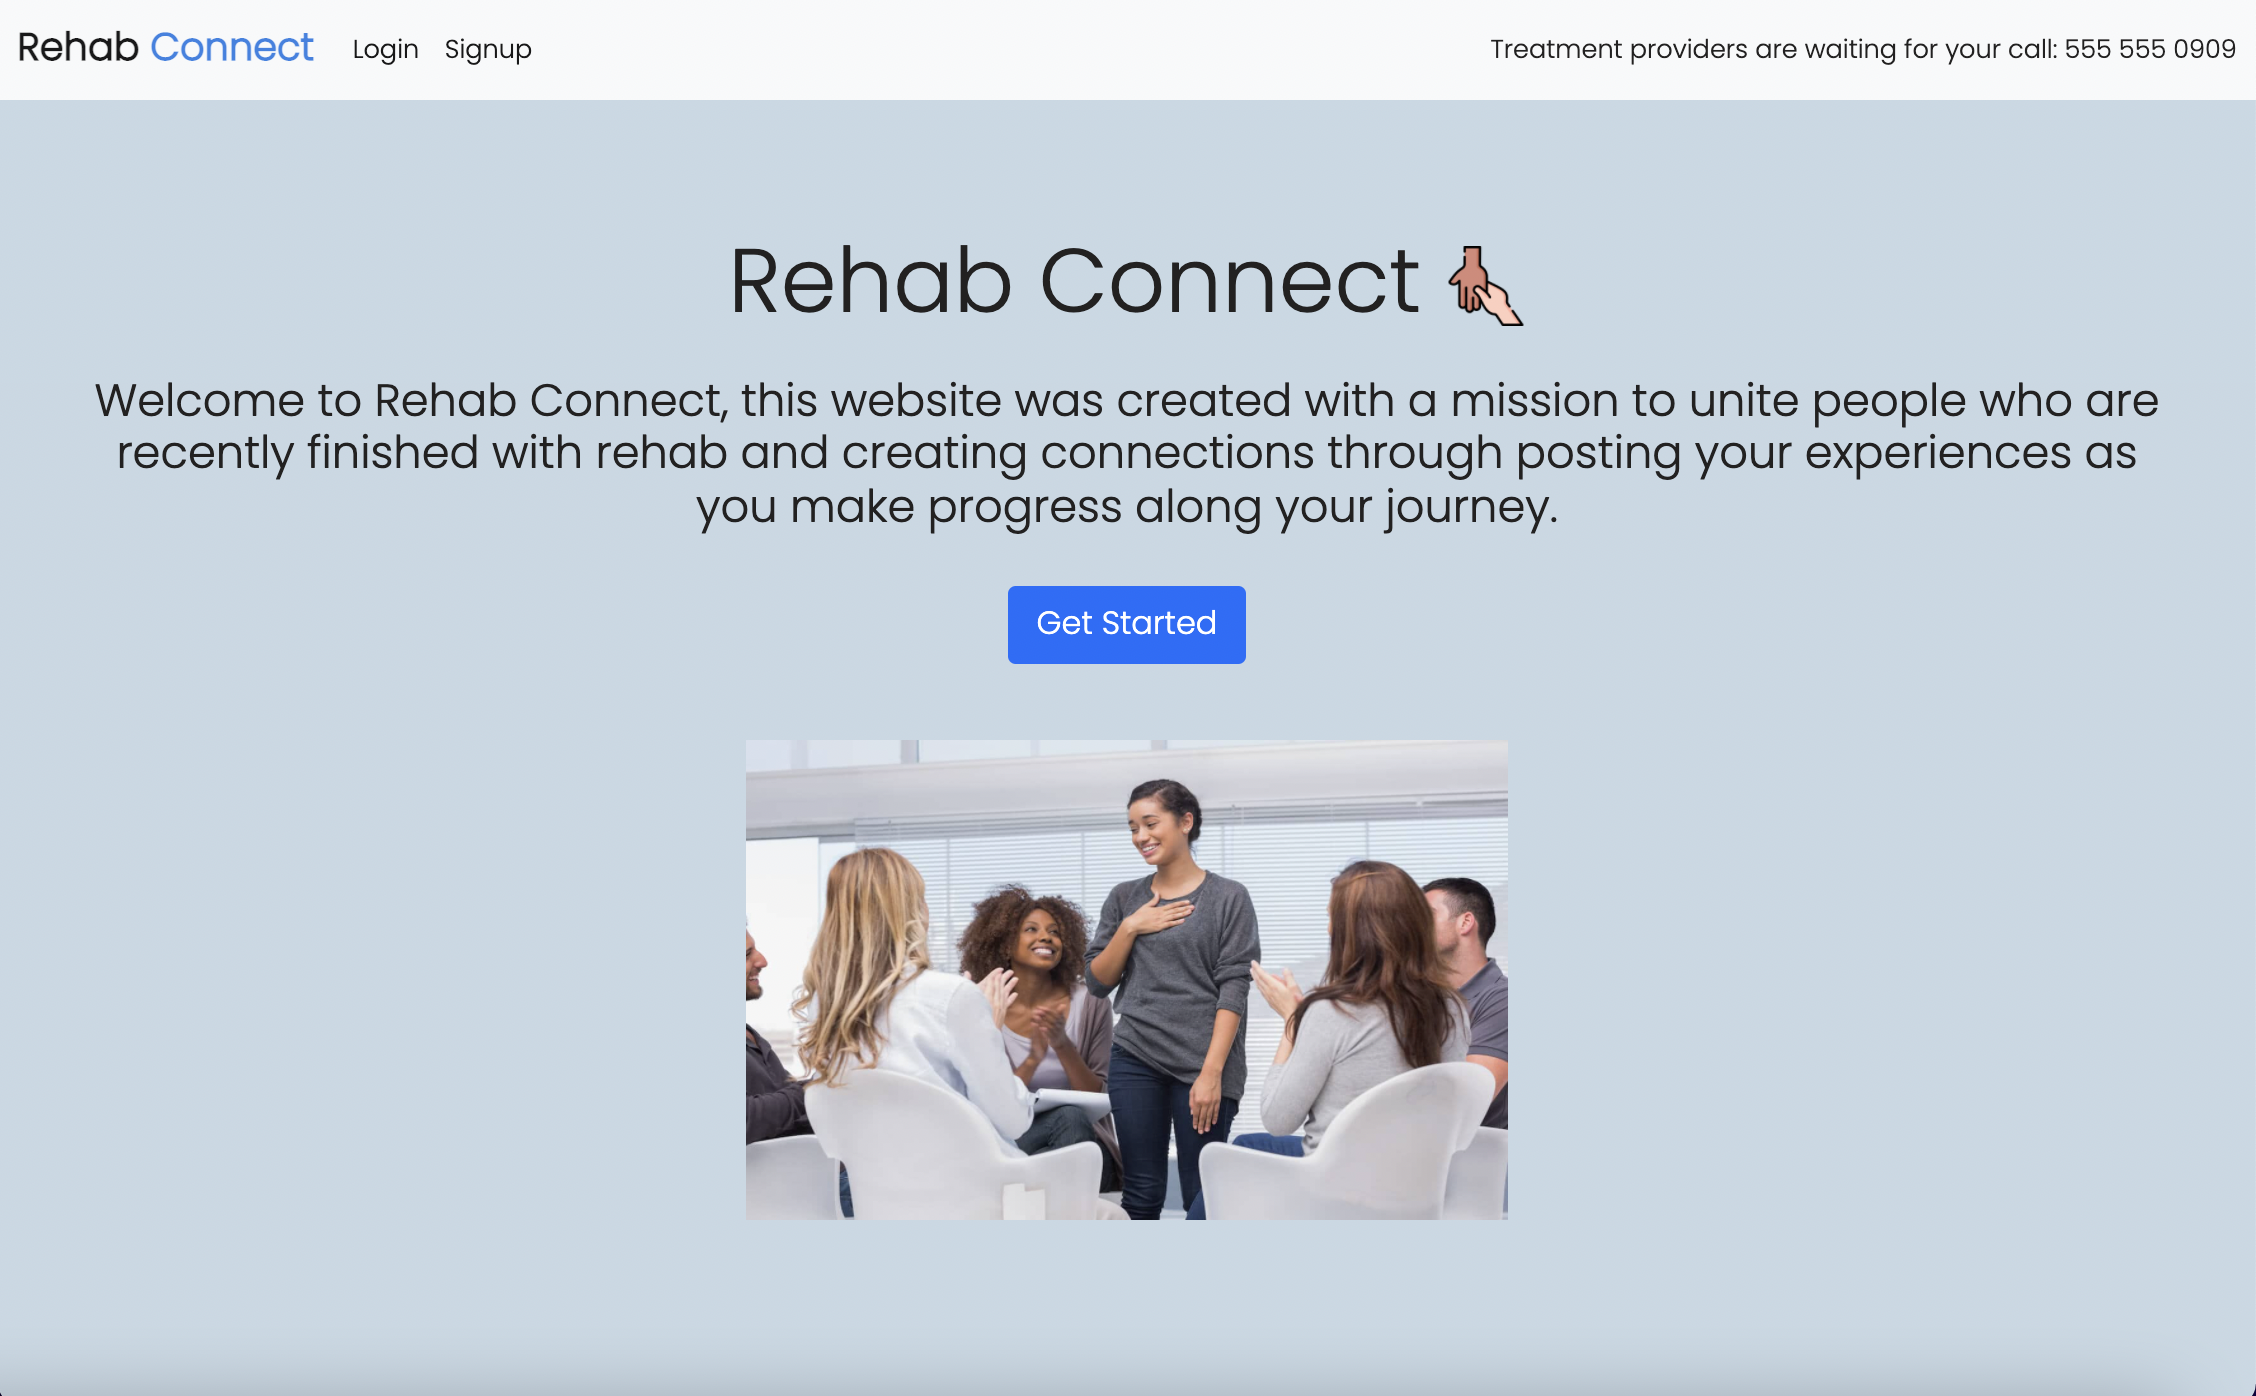 Rehab Connect Login Signup Treatment providers are waiting for your call: 555 555 0909
Rehab Connect
Welcome to Rehab Connect, this website was created with a mission to unite people who are
recently finished with rehab and creating connections through posting your experiences as
you make progress along your journey.
Get Started